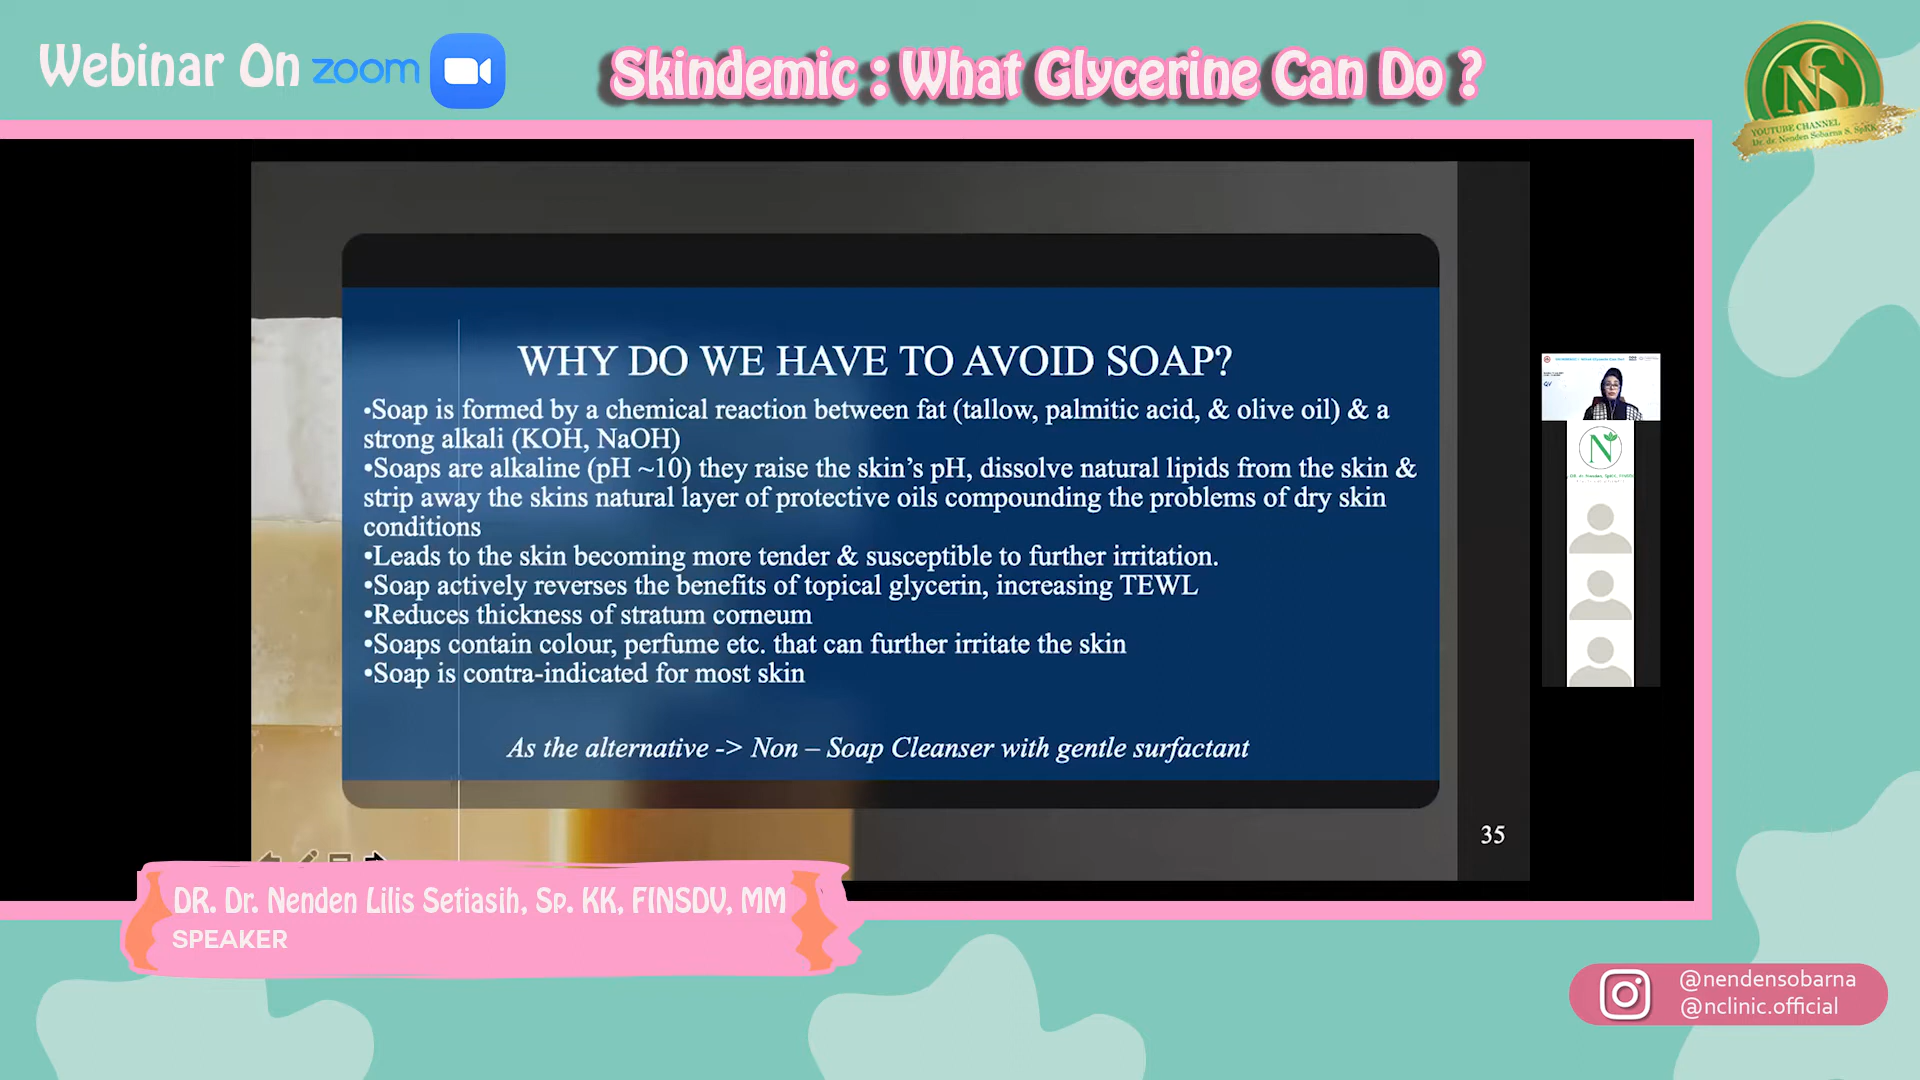 Webinar On zoom
Skindemic : What Glycerine Can Do ?
NS
YOUTUBE CHANNEL
Dr. dr. Nenden Sobarna S, SpKK
WHY DO WE HAVE TO AVOID SOAP?
•Soap is formed by a chemical reaction between fat (tallow, palmitic acid, & olive oil) & a
strong alkali (KOH, NaOH)
•Soaps are alkaline (pH ~10) they raise the skin’s pH, dissolve natural lipids from the skin &
strip away the skins natural layer of protective oils compounding the problems of dry skin
conditions
•Leads to the skin becoming more tender & susceptible to further irritation.
•Soap actively reverses the benefits of topical glycerin, increasing TEWL
•Reduces thickness of stratum corneum
•Soaps contain colour, perfume etc. that can further irritate the skin
•Soap is contra-indicated for most skin
As the alternative -> Non – Soap Cleanser with gentle surfactant
35
QV
N
DR. Dr. Nenden Lilis Setiasih, Sp. KK, FINSDV, MM
SPEAKER
@nendensobarna
@nclinic.official